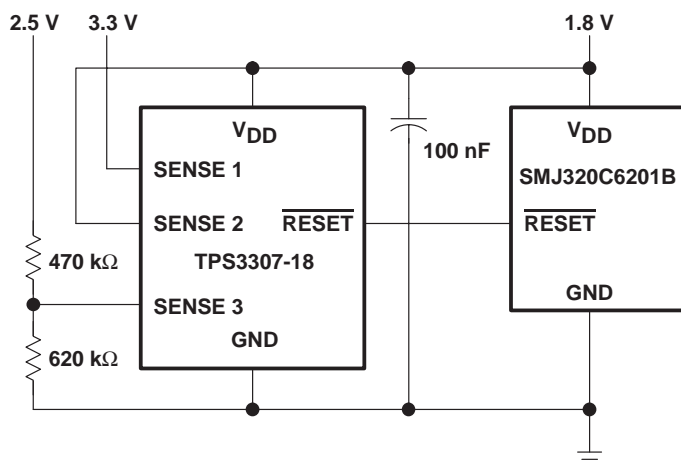 2.5 V 3.3 V 1.8 V
VDD VDD
100 nF
SENSE 1 SMJ320C6201B
SENSE 2 RESET RESET
470 kΩ TPS3307-18
SENSE 3 GND
GND
620 kΩ